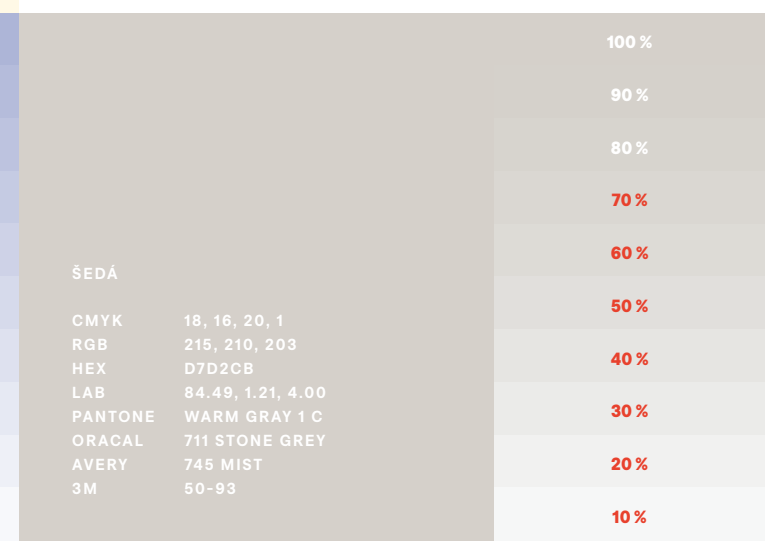 ŠEDÁ
CMYK 18, 16, 20, 1
RGB 215, 210, 203
HEX D7D2CB
LAB 84.49, 1.21, 4.00
PANTONE WARM GRAY 1 C
ORACAL 711 STONE GREY
AVERY 745 MIST
3M 50-93
100 %
90 %
80 %
70 %
60 %
50 %
40 %
30 %
20 %
10 %